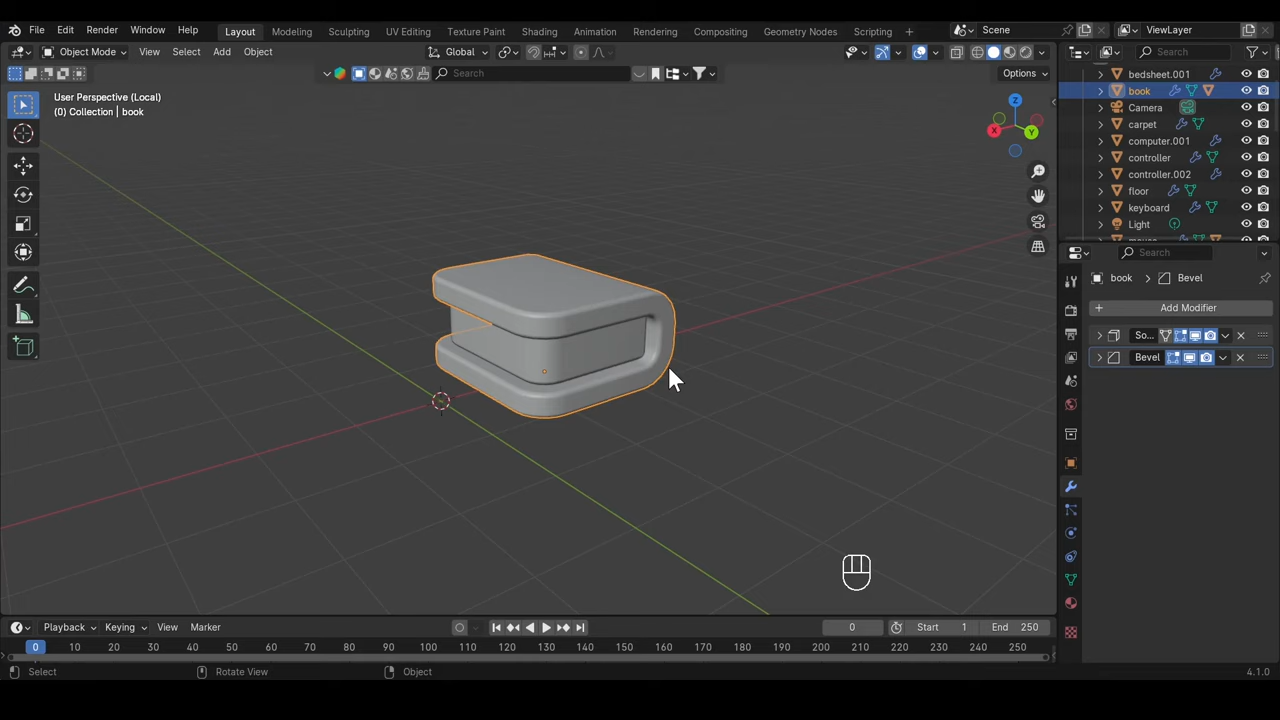 File Edit Render Window Help Layout Modeling Sculpting UV Editing Texture Paint Shading Animation Rendering Compositing Geometry Nodes Scripting + Scene ViewLayer
Object Mode View Select Add Object Global Search
Search Options
User Perspective (Local)
(0) Collection | book
X Y Z
bedsheet.001
book
Camera
carpet
computer.001
controller
controller.002
floor
keyboard
Light
Search
book > Bevel
+ Add Modifier
So...
Bevel
Playback Keying View Marker 0 Start 1 End 250
0 10 20 30 40 50 60 70 80 90 100 110 120 130 140 150 160 170 180 190 200 210 220 230 240 250
Select Rotate View Object 4.1.0